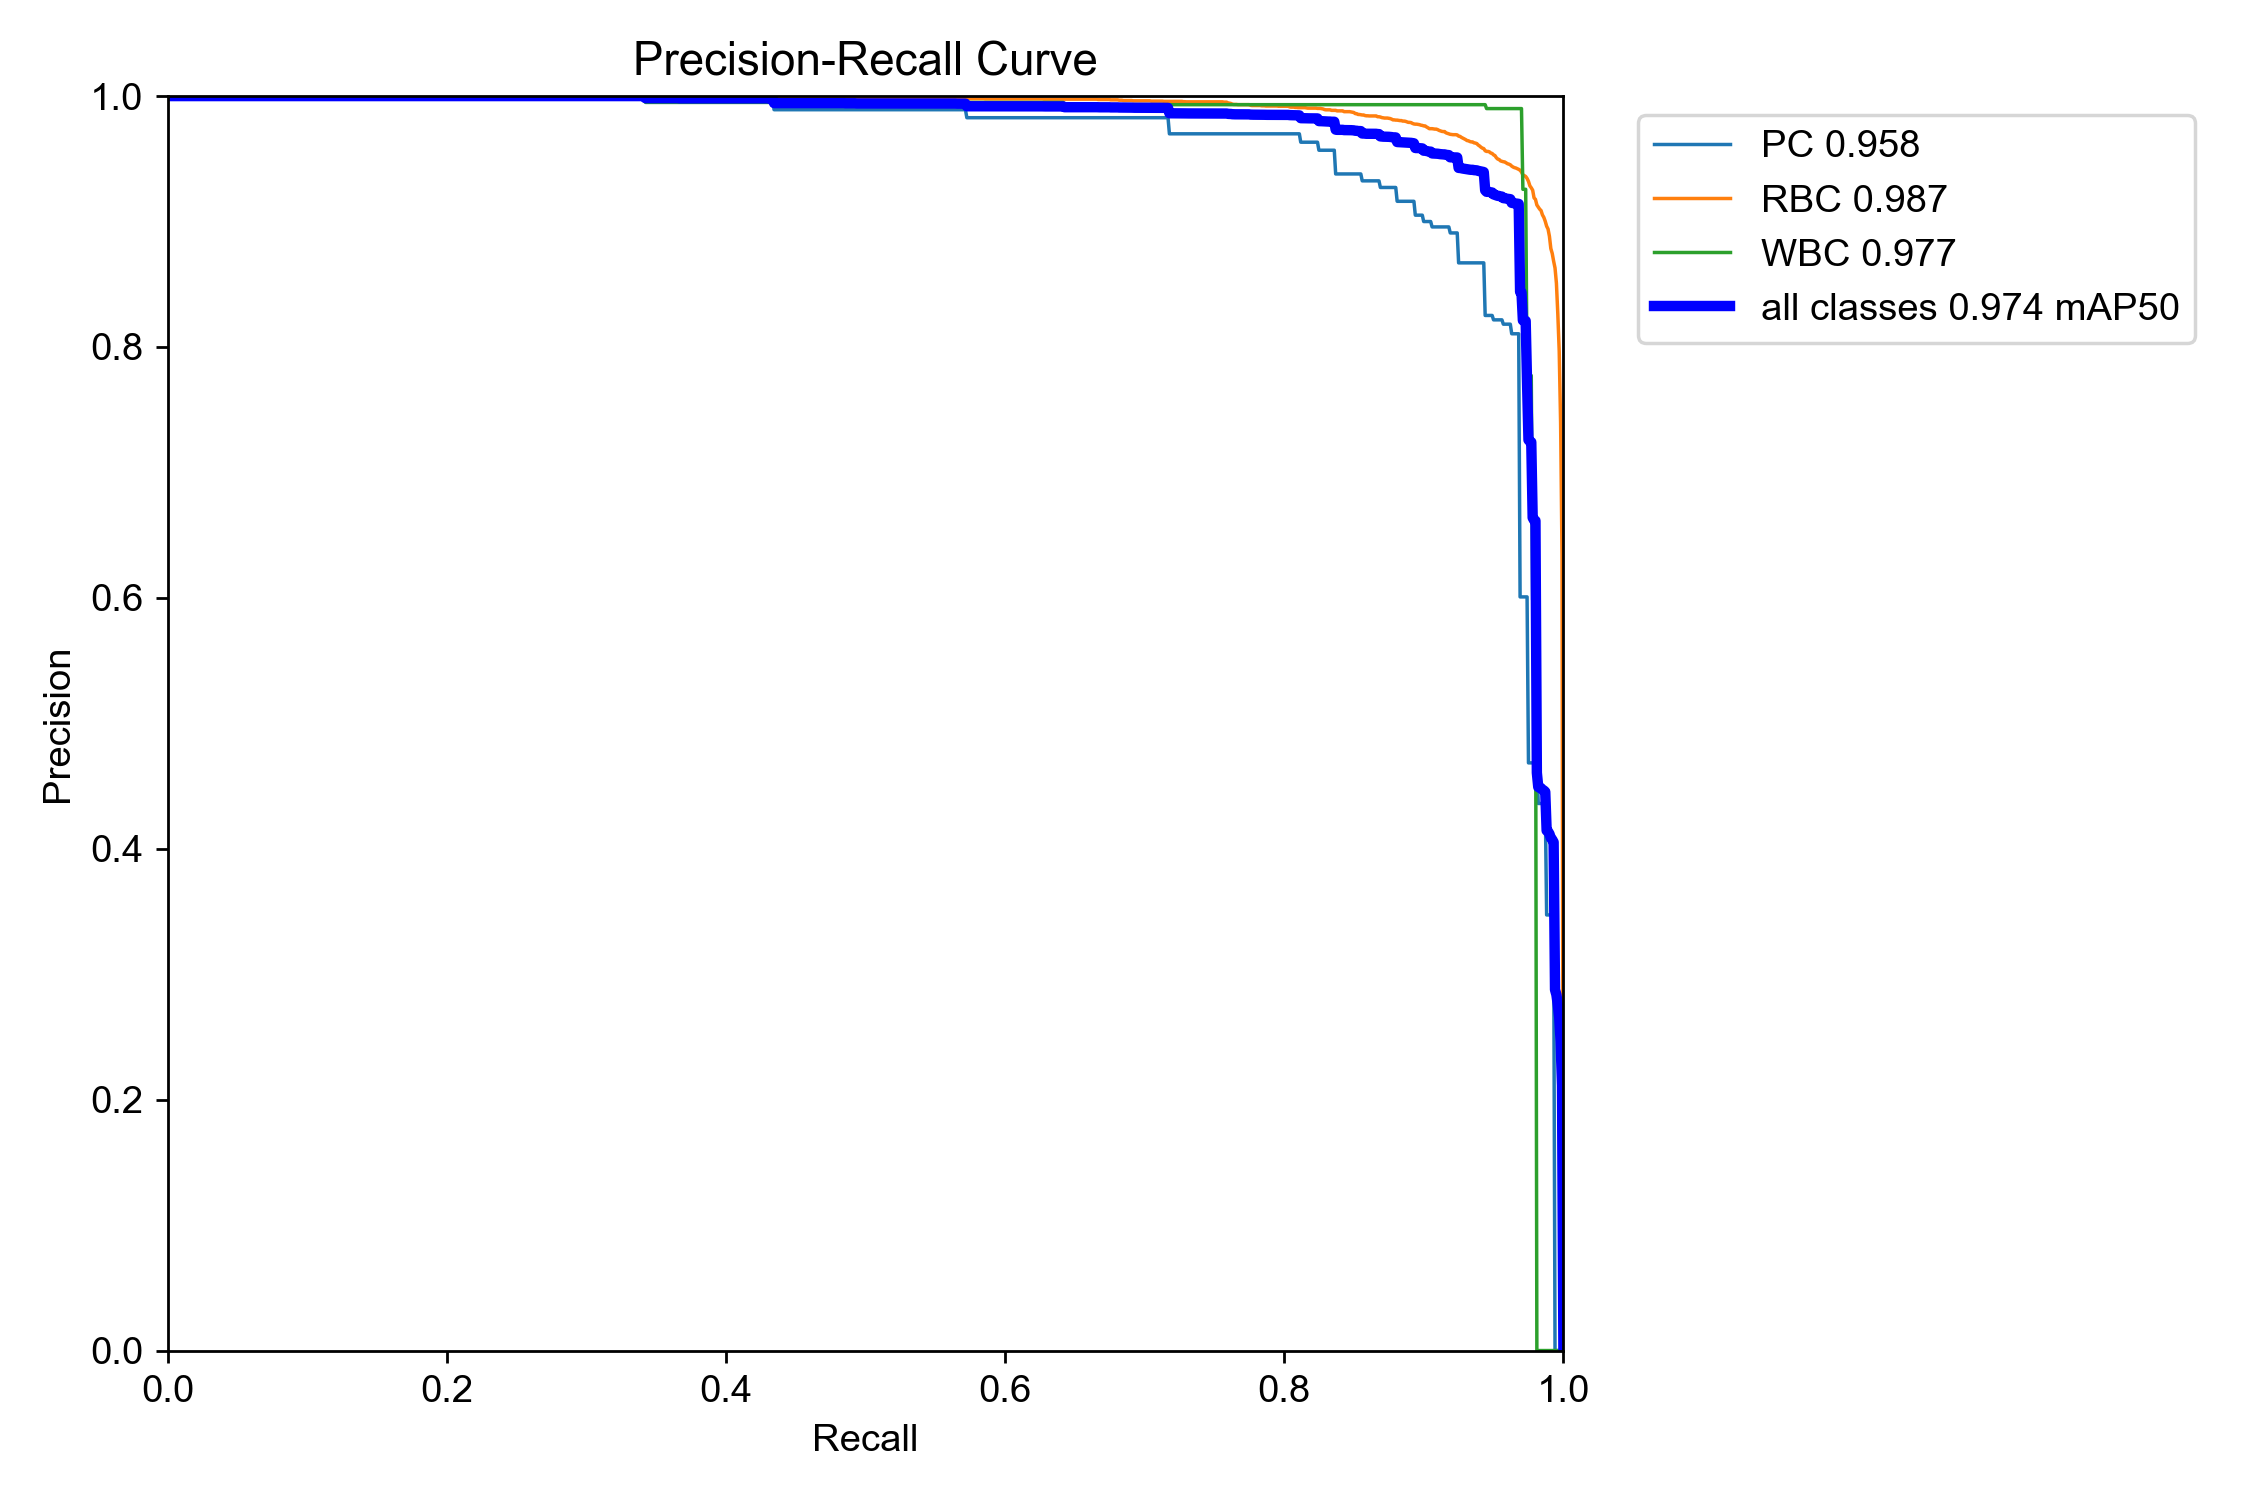 Precision-Recall Curve
1.0
0.8
0.6
0.4
0.2
0.0
Precision
0.0 0.2 0.4 0.6 0.8 1.0
Recall
PC 0.958
RBC 0.987
WBC 0.977
all classes 0.974 mAP50